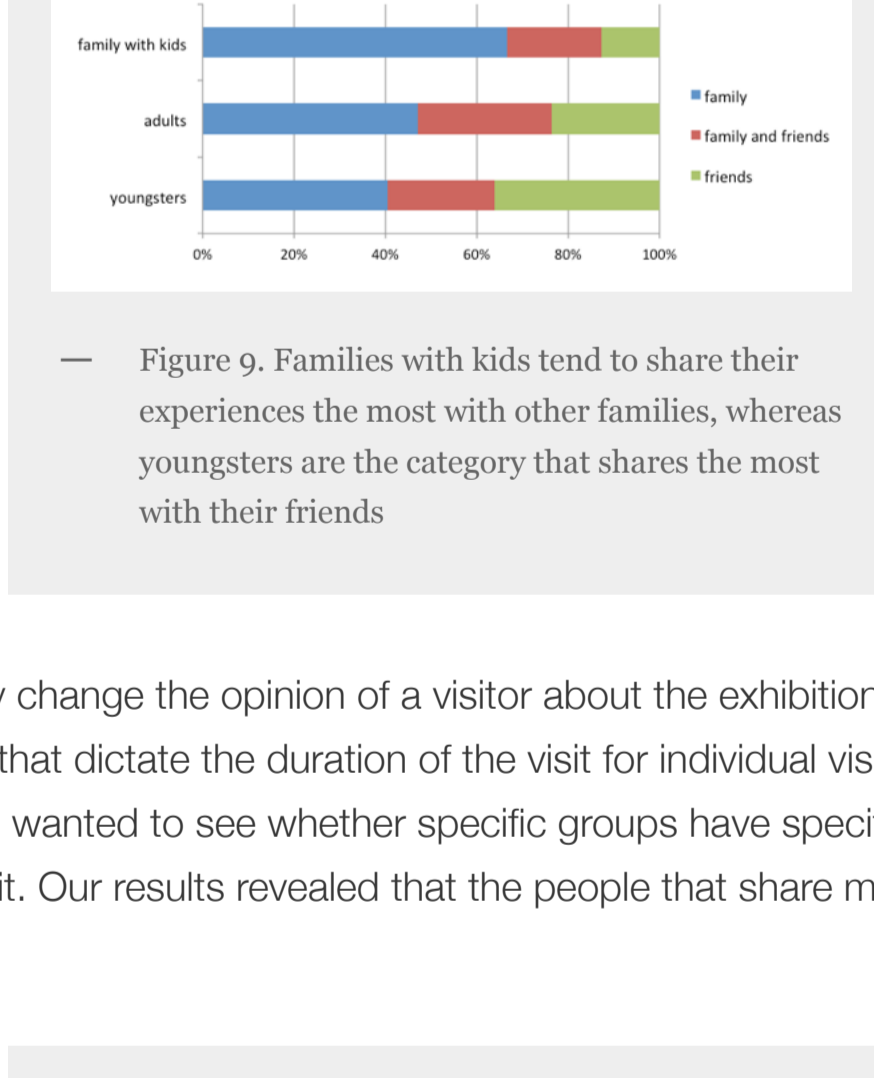 family with kids
adults
youngsters
0% 20% 40% 60% 80% 100%
family
family and friends
friends
— Figure 9. Families with kids tend to share their
experiences the most with other families, whereas
youngsters are the category that shares the most
with their friends
change the opinion of a visitor about the exhibition
that dictate the duration of the visit for individual
wanted to see whether specific groups have
Our results revealed that the people that share